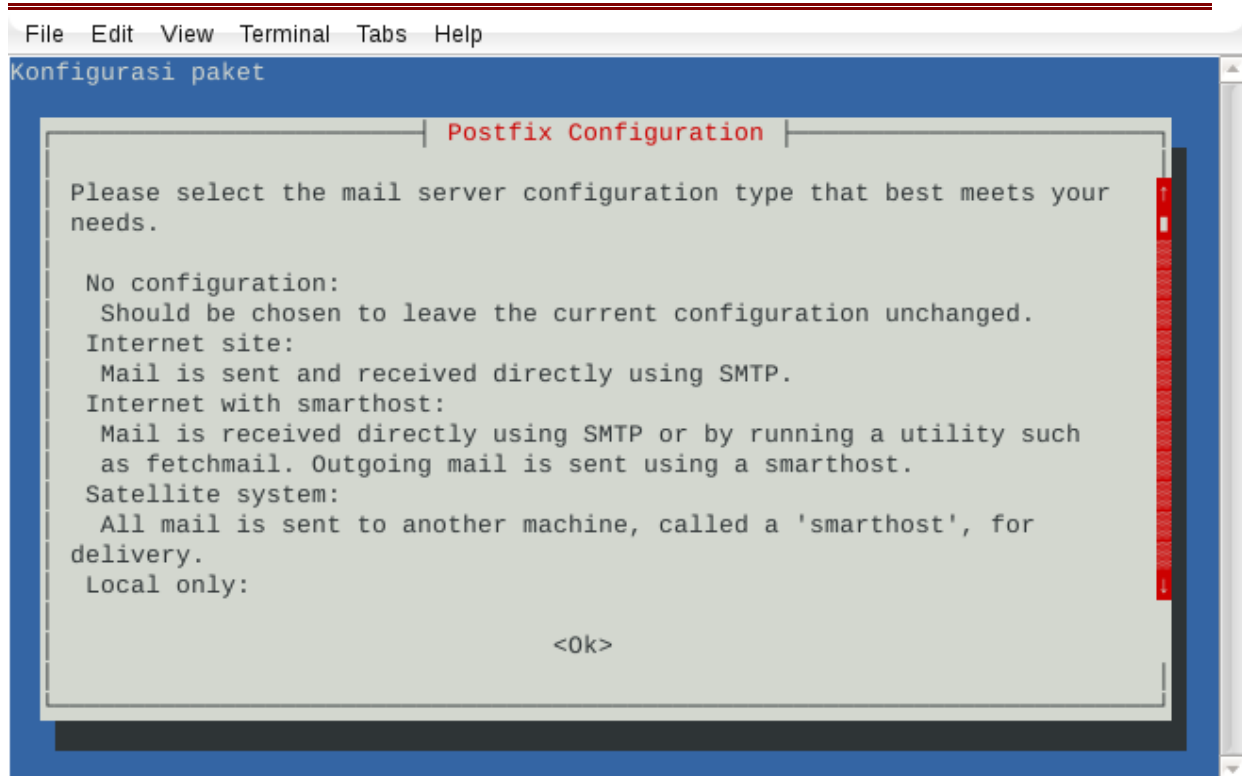 File Edit View Terminal Tabs Help
Konfigurasi paket
Postfix Configuration
Please select the mail server configuration type that best meets your
needs.
No configuration:
Should be chosen to leave the current configuration unchanged.
Internet site:
Mail is sent and received directly using SMTP.
Internet with smarthost:
Mail is received directly using SMTP or by running a utility such
as fetchmail. Outgoing mail is sent using a smarthost.
Satellite system:
All mail is sent to another machine, called a 'smarthost', for
delivery.
Local only:
<Ok>